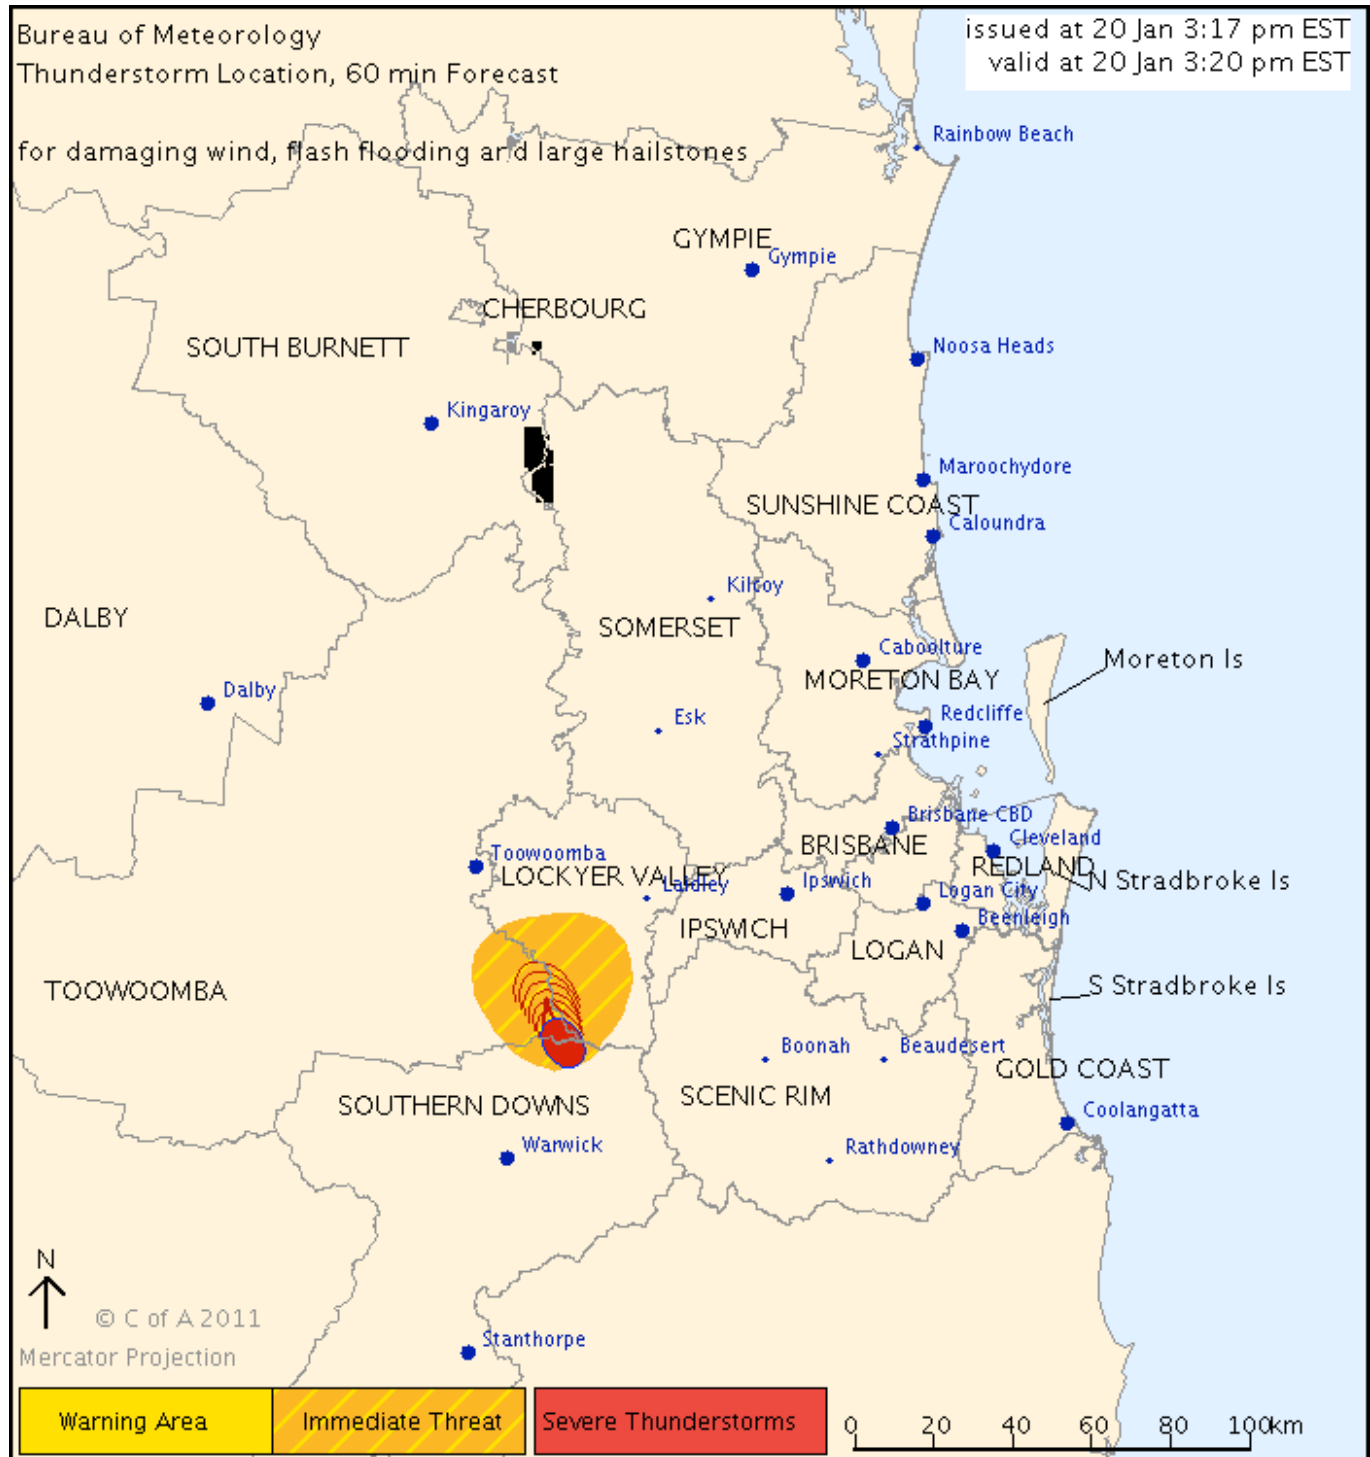 Bureau of Meteorology
issued at 20 Jan 3:17 pm EST
valid at 20 Jan 3:20 pm EST
Thunderstorm Location, 60 min Forecast
for damaging wind, flash flooding and large hailstones
Rainbow Beach
GYMPIE
Gympie
CHERBOURG
SOUTH BURNETT
Noosa Heads
Kingaroy
Maroochydore
SUNSHINE COAST
Caloundra
Kilcoy
DALBY
SOMERSET
Caboolture
Moreton Is
MORETON BAY
Dalby
Esk
Redcliffe
Strathpine
Brisbane CBD
BRISBANE
Cleveland
Toowoomba
LOCKYER VALLEY
REDLAND
Laidley
Ipswich
Logan City
N Stradbroke Is
IPSWICH
Beenleigh
LOGAN
TOOWOOMBA
S Stradbroke Is
Boonah
Beaudesert
GOLD COAST
SCENIC RIM
SOUTHERN DOWNS
Coolangatta
Warwick
Rathdowney
N
© C of A 2011
Stanthorpe
Mercator Projection
Warning Area
Immediate Threat
Severe Thunderstorms
0 20 40 60 80 100km